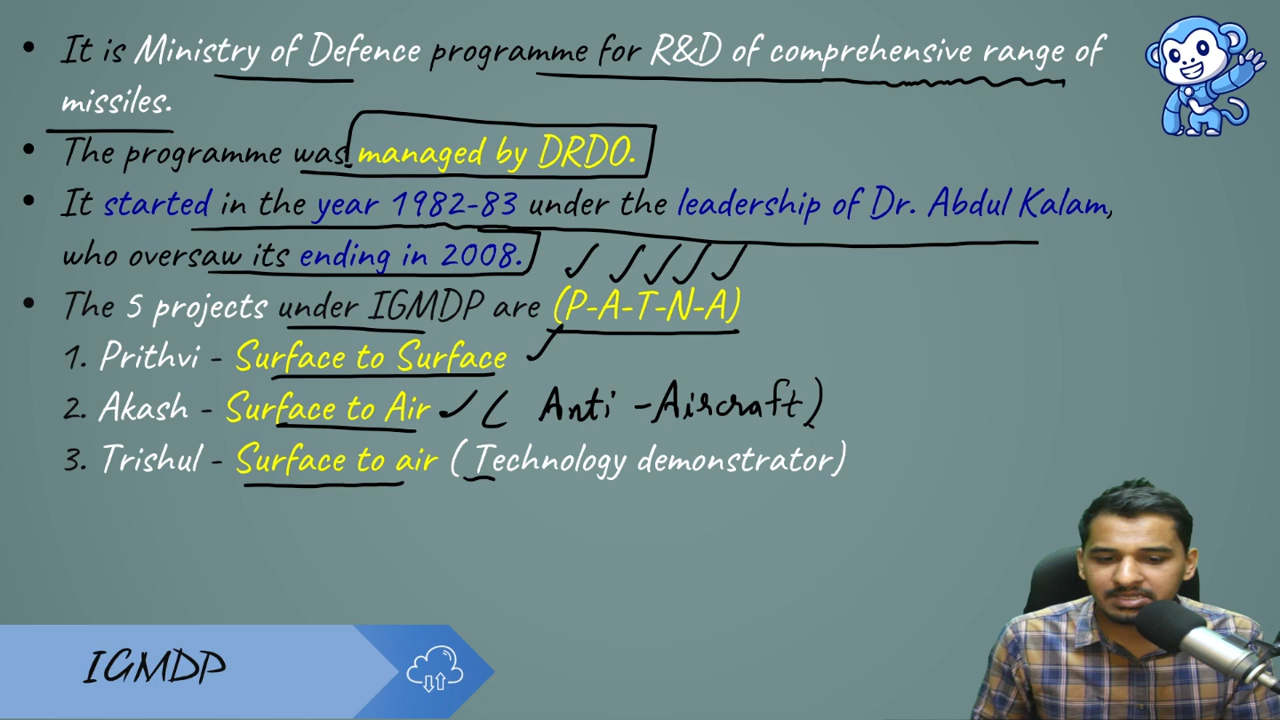 • It is Ministry of Defence programme for R&D of comprehensive range of
missiles.
• The programme was managed by DRDO.
• It started in the year 1982-83 under the leadership of Dr. Abdul Kalam,
who oversaw its ending in 2008.
• The 5 projects under IGMDP are (P-A-T-N-A)
1. Prithvi - Surface to Surface
2. Akash - Surface to Air ( Anti -Aircraft)
3. Trishul - Surface to air (Technology demonstrator)
IGMDP